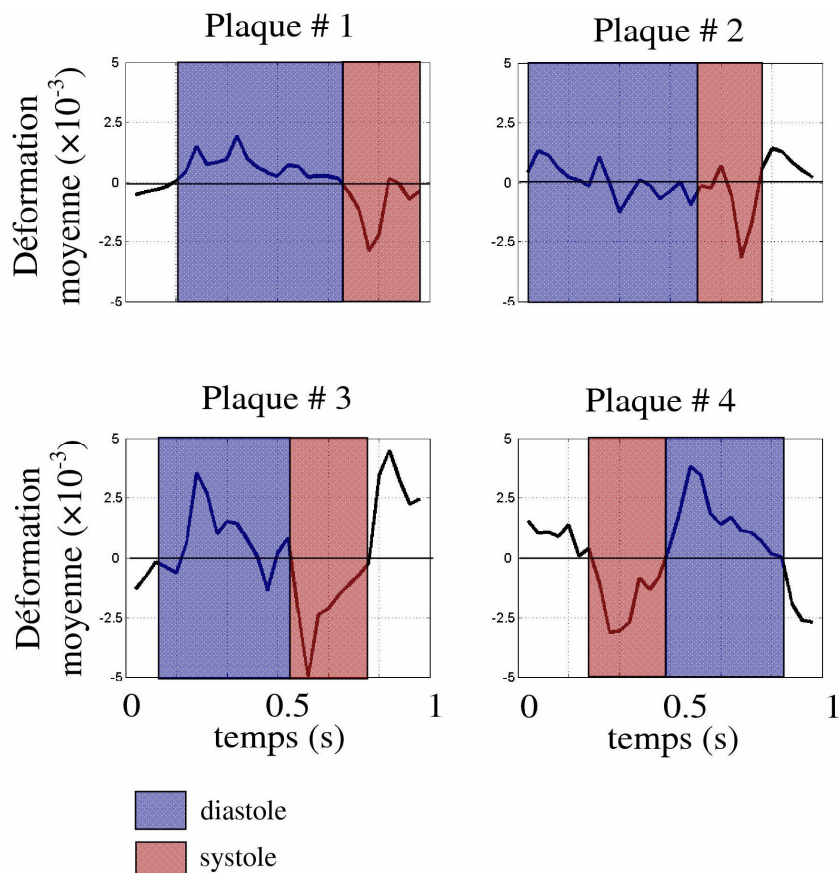 Plaque # 1
Plaque # 2
Déformation
moyenne (×10⁻³)
5
2.5
0
-2.5
-5
5
2.5
0
-2.5
-5
Plaque # 3
Plaque # 4
Déformation
moyenne (×10⁻³)
5
2.5
0
-2.5
-5
5
2.5
0
-2.5
-5
0 0.5 1
0 0.5 1
temps (s)
temps (s)
diastole
systole